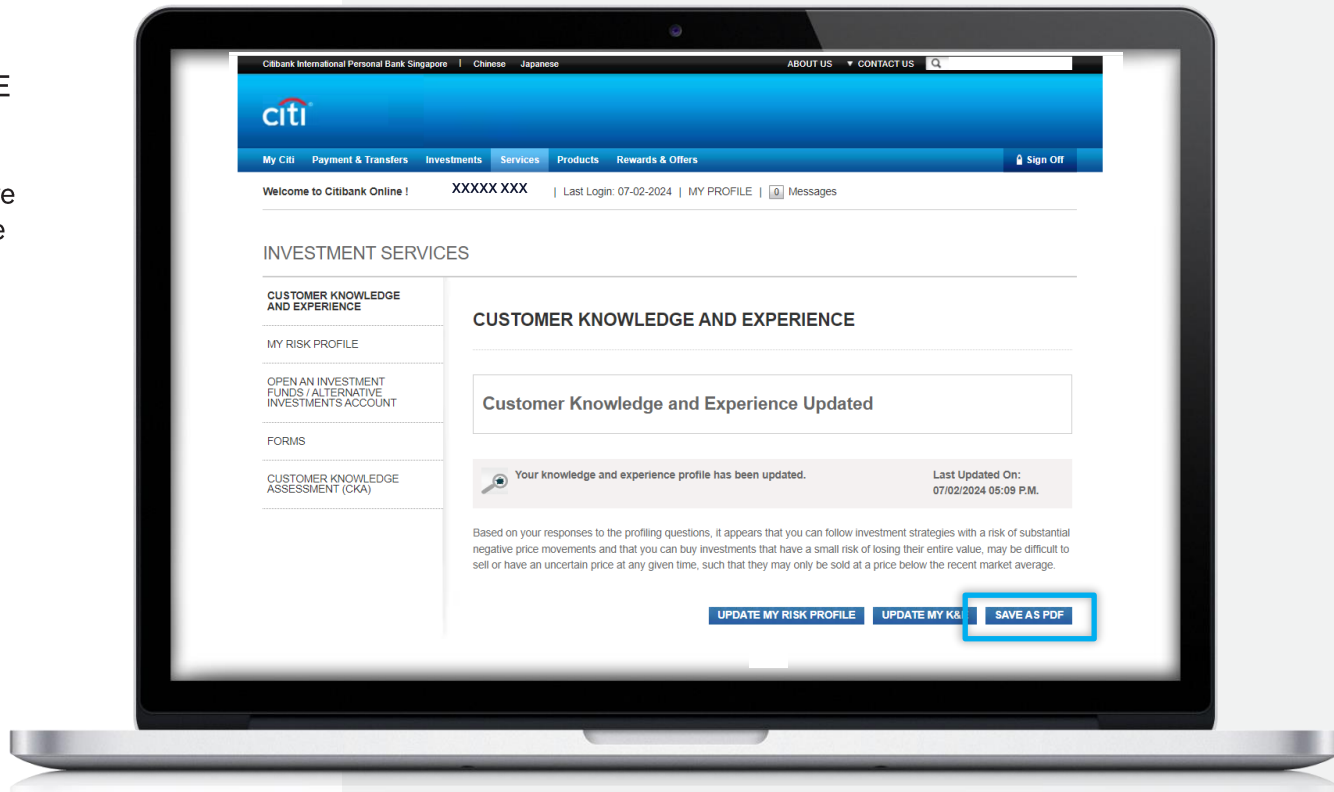 Citibank International Personal Bank Singapore | Chinese Japanese ABOUT US ▼ CONTACT US
citi
My Citi Payment & Transfers Investments Services Products Rewards & Offers Sign Off
Welcome to Citibank Online ! XXXXX XXX | Last Login: 07-02-2024 | MY PROFILE | 0 Messages
INVESTMENT SERVICES
CUSTOMER KNOWLEDGE
AND EXPERIENCE
MY RISK PROFILE
OPEN AN INVESTMENT
FUNDS / ALTERNATIVE
INVESTMENTS ACCOUNT
FORMS
CUSTOMER KNOWLEDGE
ASSESSMENT (CKA)
CUSTOMER KNOWLEDGE AND EXPERIENCE
Customer Knowledge and Experience Updated
Your knowledge and experience profile has been updated.
Last Updated On:
07/02/2024 05:09 P.M.
Based on your responses to the profiling questions, it appears that you can follow investment strategies with a risk of substantial
negative price movements and that you can buy investments that have a small risk of losing their entire value, may be difficult to
sell or have an uncertain price at any given time, such that they may only be sold at a price below the recent market average.
UPDATE MY RISK PROFILE UPDATE MY K& SAVE AS PDF